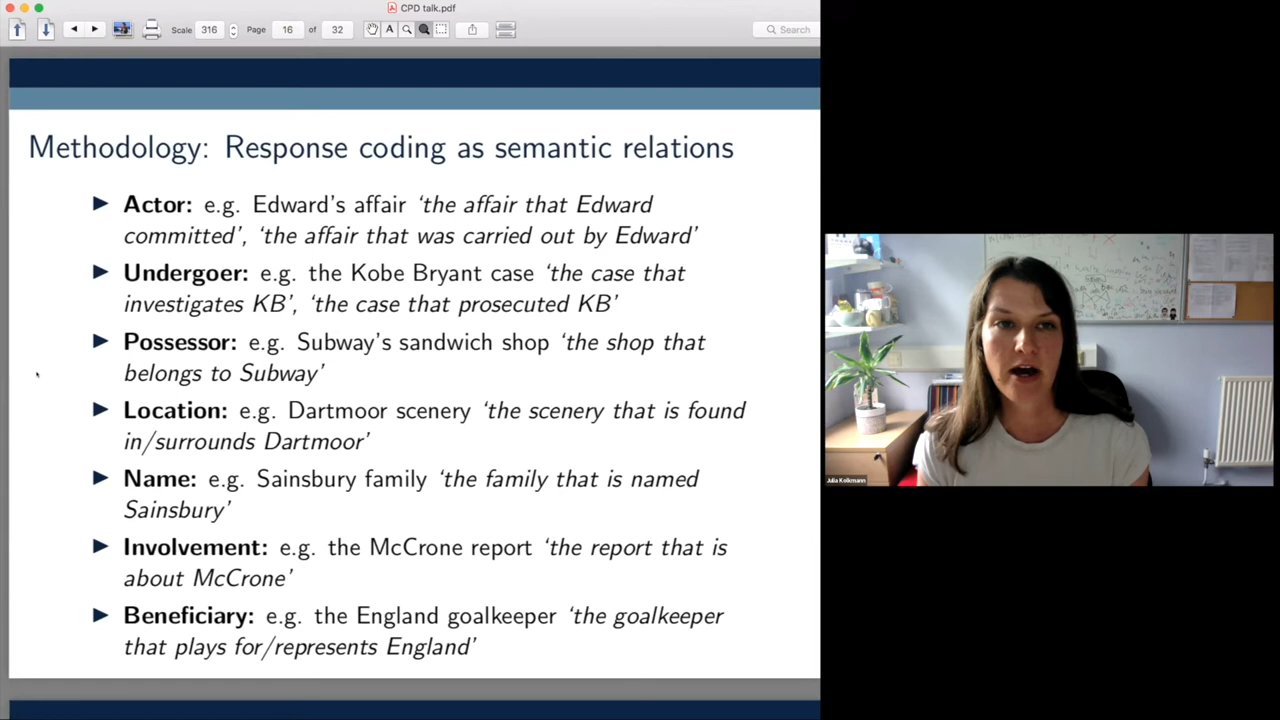 CPD talk.pdf
Scale 316 Page 16 of 32 Search
Methodology: Response coding as semantic relations
Actor: e.g. Edward's affair ‘the affair that Edward
committed’, ‘the affair that was carried out by Edward’
Undergoer: e.g. the Kobe Bryant case ‘the case that
investigates KB’, ‘the case that prosecuted KB’
Possessor: e.g. Subway's sandwich shop ‘the shop that
belongs to Subway’
Location: e.g. Dartmoor scenery ‘the scenery that is found
in/surrounds Dartmoor’
Name: e.g. Sainsbury family ‘the family that is named
Sainsbury’
Involvement: e.g. the McCrone report ‘the report that is
about McCrone’
Beneficiary: e.g. the England goalkeeper ‘the goalkeeper
that plays for/represents England’
Julia Kolkmann